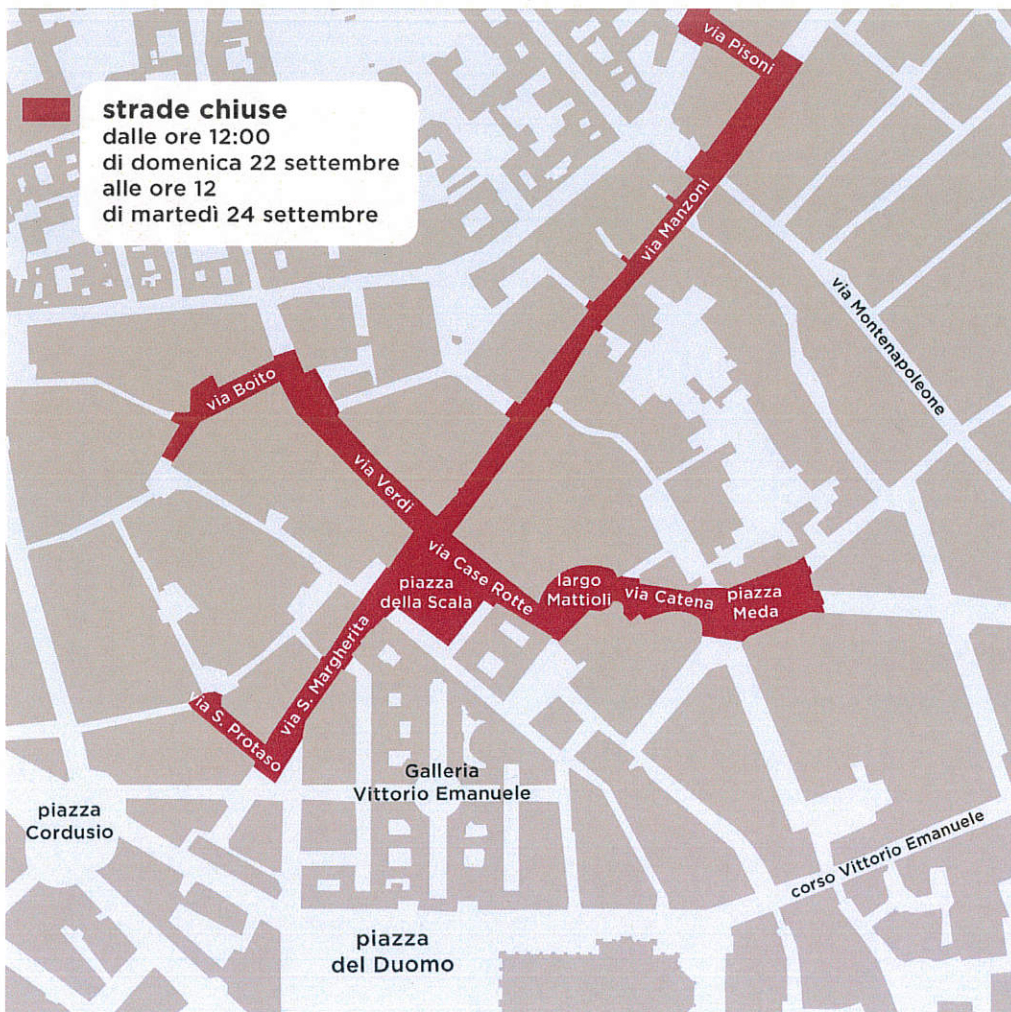 strade chiuse
dalle ore 12:00
di domenica 22 settembre
alle ore 12
di martedì 24 settembre
via Pisoni
via Manzoni
via Montenapoleone
via Boito
via Verdi
via Case Rotte
piazza
della Scala
largo
Mattioli
via Catena
piazza
Meda
via S. Margherita
via S. Protaso
Galleria
Vittorio Emanuele
piazza
Cordusio
corso Vittorio Emanuele
piazza
del Duomo